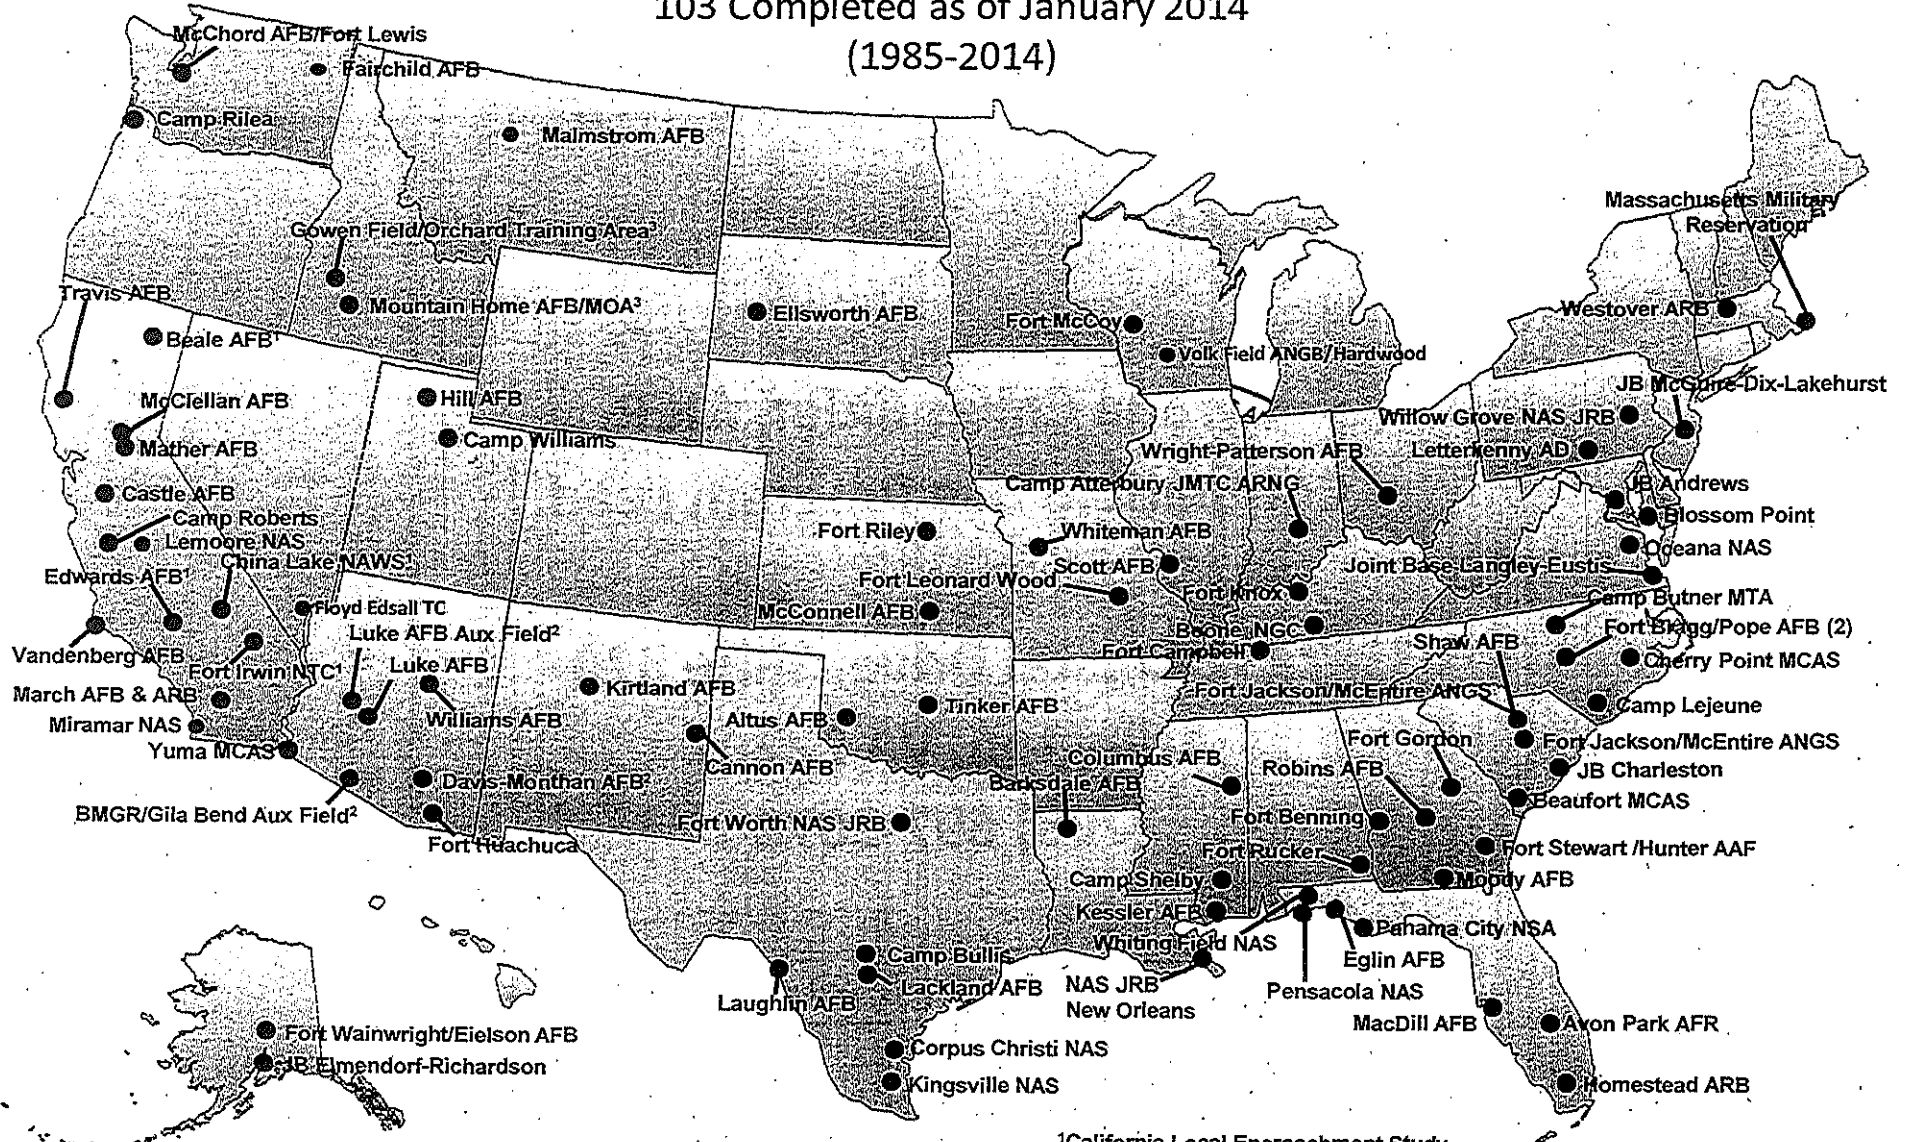 103 Completed as of January 2014
(1985-2014)
McChord AFB/Fort Lewis
Fairchild AFB
Camp Rilea
Malmstrom AFB
Massachusetts Military
Reservation
Gowen Field/Orchard Training Area³
Travis AFB
Mountain Home AFB/MOA³
Ellsworth AFB
Fort McCoy
Westover ARB
Beale AFB¹
Volk Field ANGB/Hardwood
JB McGuire-Dix-Lakehurst
McClellan AFB
Hill AFB
Willow Grove NAS JRB
Camp Williams
Mather AFB
Wright-Patterson AFB
Letterkenny AD
Castle AFB
Camp Atterbury JMTC ARNG
JB Andrews
Camp Roberts
Blossom Point
Fort Riley
Whiteman AFB
Lemoore NAS
Oceana NAS
China Lake NAWS¹
Scott AFB
Joint Base Langley-Eustis
Edwards AFB¹
Fort Leonard Wood
Fort Knox
Camp Butner MTA
Floyd Edsall TC
McConnell AFB
Boone NGC
Fort Bragg/Pope AFB (2)
Luke AFB Aux Field²
Shaw AFB
Vandenberg AFB
Fort Campbell
Cherry Point MCAS
Fort Irwin NTC¹
Luke AFB
March AFB & ARB
Kirtland AFB
Fort Jackson/McEntire ANGS
Tinker AFB
Camp Lejeune
Miramar NAS
Williams AFB
Altus AFB
Yuma MCAS
Fort Gordon
Fort Jackson/McEntire ANGS
Columbus AFB
Cannon AFB
Robins AFB
JB Charleston
Davis-Monthan AFB²
Barksdale AFB
Beaufort MCAS
BMGR/Gila Bend Aux Field²
Fort Worth NAS JRB
Fort Benning
Fort Huachuca
Fort Rucker
Fort Stewart /Hunter AAF
Camp Shelby
Moody AFB
Kessler AFB
Panama City NSA
Whiting Field NAS
Camp Bullis
Eglin AFB
Lackland AFB
NAS JRB
New Orleans
Pensacola NAS
Laughlin AFB
MacDill AFB
Avon Park AFR
Fort Wainwright/Eielson AFB
Corpus Christi NAS
JB Elmendorf-Richardson
Kingsville NAS
Homestead ARB
¹California Local Encroachment Study